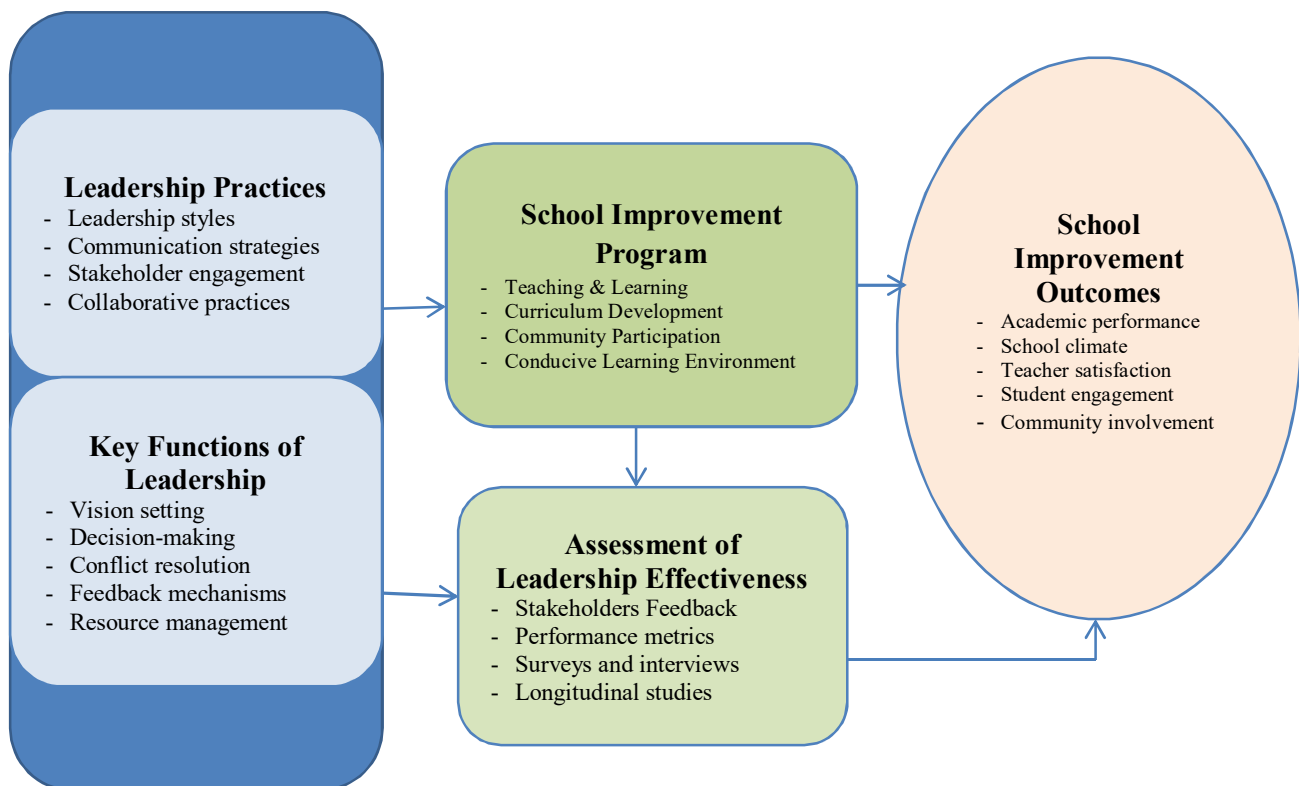 Leadership Practices
- Leadership styles
- Communication strategies
- Stakeholder engagement
- Collaborative practices
Key Functions of
Leadership
- Vision setting
- Decision-making
- Conflict resolution
- Feedback mechanisms
- Resource management
School Improvement
Program
- Teaching & Learning
- Curriculum Development
- Community Participation
- Conducive Learning Environment
Assessment of
Leadership Effectiveness
- Stakeholders Feedback
- Performance metrics
- Surveys and interviews
- Longitudinal studies
School
Improvement
Outcomes
- Academic performance
- School climate
- Teacher satisfaction
- Student engagement
- Community involvement